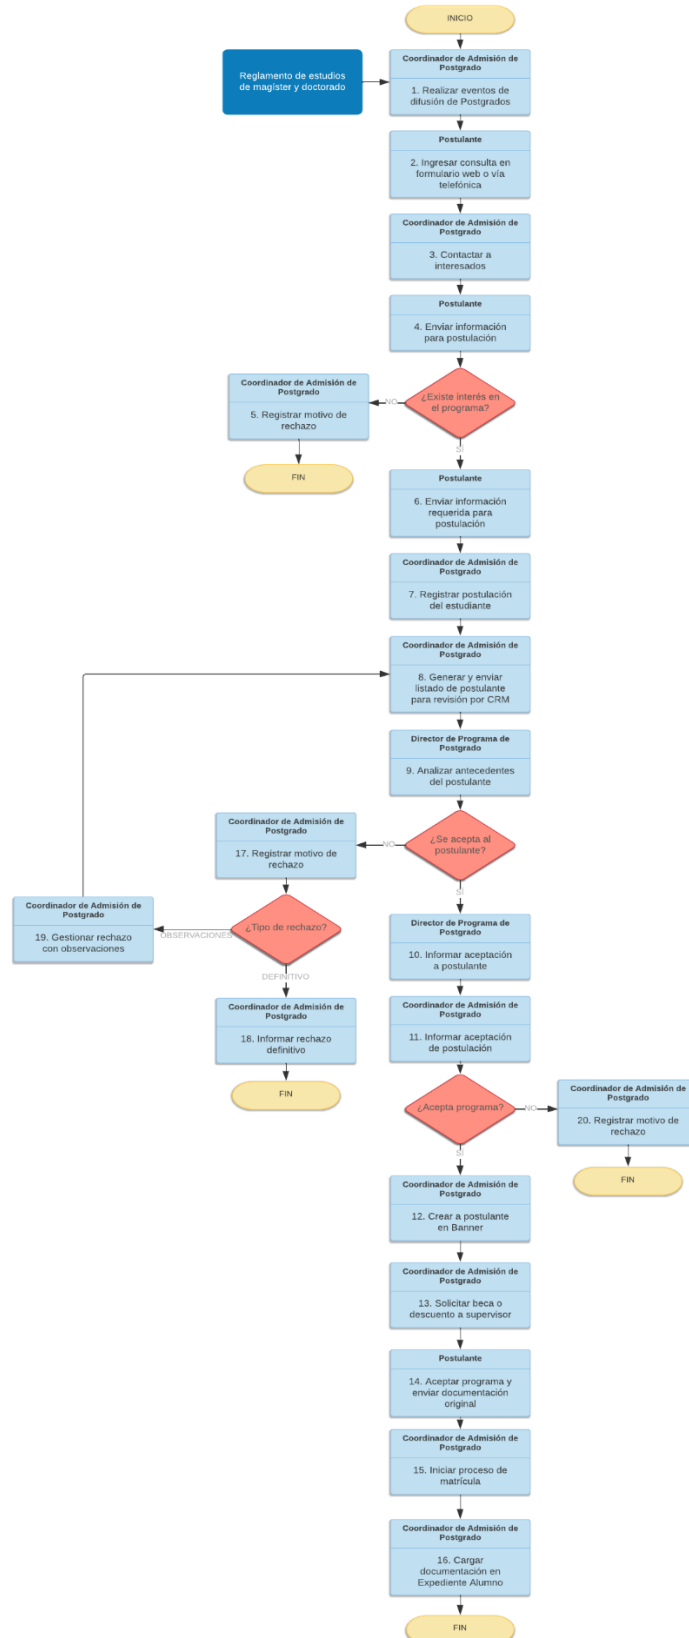 INICIO
Reglamento de estudios
de magíster y doctorado
Coordinador de Admisión de
Postgrado
1. Realizar eventos de
difusión de Postgrados
Postulante
2. Ingresar consulta en
formulario web o vía
telefónica
Coordinador de Admisión de
Postgrado
3. Contactar a
interesados
Postulante
4. Enviar información
para postulación
¿Existe interés en
el programa?
NO
Coordinador de Admisión de
Postgrado
5. Registrar motivo de
rechazo
FIN
SÍ
Postulante
6. Enviar información
requerida para
postulación
Coordinador de Admisión de
Postgrado
7. Registrar postulación
del estudiante
Coordinador de Admisión de
Postgrado
8. Generar y enviar
listado de postulante
para revisión por CRM
Director de Programa de
Postgrado
9. Analizar antecedentes
del postulante
¿Se acepta al
postulante?
NO
Coordinador de Admisión de
Postgrado
17. Registrar motivo de
rechazo
¿Tipo de rechazo?
OBSERVACIONES
Coordinador de Admisión de
Postgrado
19. Gestionar rechazo
con observaciones
DEFINITIVO
Coordinador de Admisión de
Postgrado
18. Informar rechazo
definitivo
FIN
SÍ
Director de Programa de
Postgrado
10. Informar aceptación
a postulante
Coordinador de Admisión de
Postgrado
11. Informar aceptación
de postulación
¿Acepta programa?
NO
Coordinador de Admisión de
Postgrado
20. Registrar motivo de
rechazo
FIN
SÍ
Coordinador de Admisión de
Postgrado
12. Crear a postulante
en Banner
Coordinador de Admisión de
Postgrado
13. Solicitar beca o
descuento a supervisor
Postulante
14. Aceptar programa y
enviar documentación
original
Coordinador de Admisión de
Postgrado
15. Iniciar proceso de
matrícula
Coordinador de Admisión de
Postgrado
16. Cargar
documentación en
Expediente Alumno
FIN